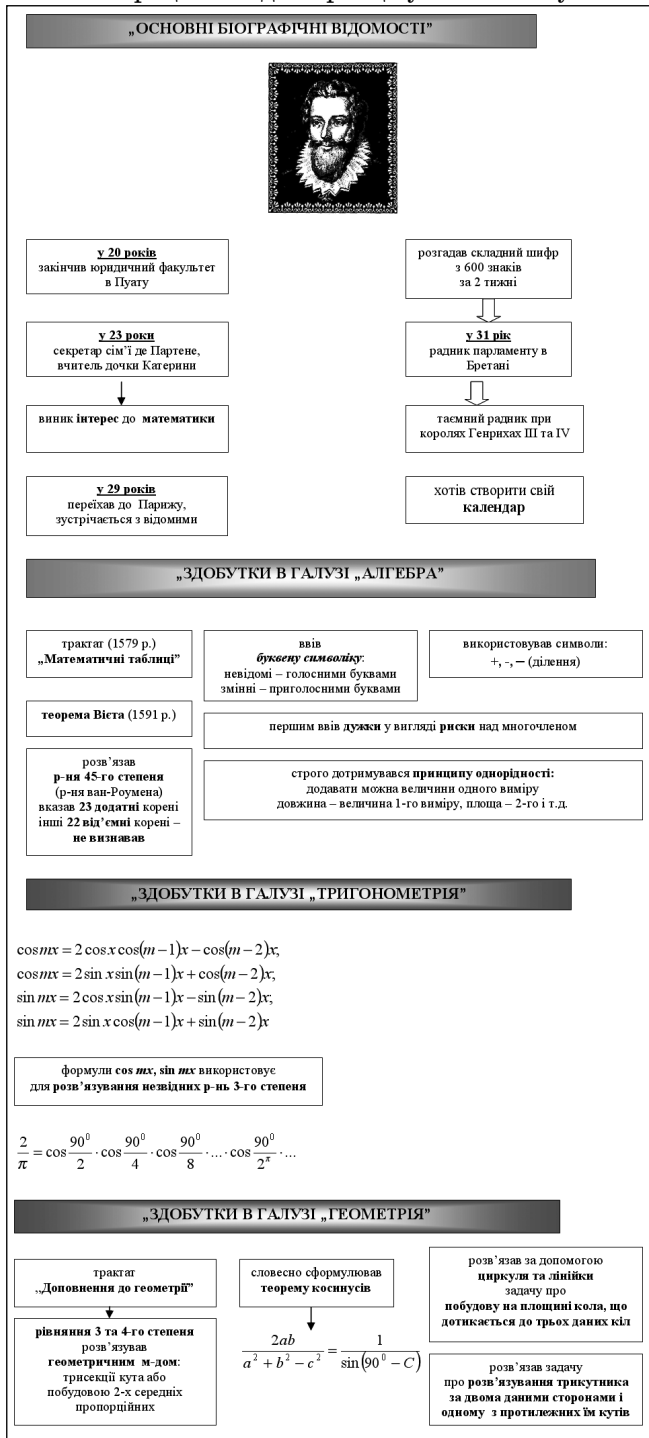 „ОСНОВНІ БІОГРАФІЧНІ ВІДОМОСТІ”
у 20 років
закінчив юридичний факультет
в Пуату
розгадав складний шифр
з 600 знаків
за 2 тижні
у 23 роки
секретар сім’ї де Партене,
вчитель дочки Катерини
у 31 рік
радник парламенту в
Бретані
виник інтерес до математики
таємний радник при
королях Генрихах III та IV
у 29 років
переїхав до Парижу,
зустрічається з відомими
хотів створити свій
календар
„ЗДОБУТКИ В ГАЛУЗІ „АЛГЕБРА”
трактат (1579 р.)
„Математичні таблиці”
ввів
буквену символіку:
невідомі – голосними буквами
змінні – приголосними буквами
використовував символи:
+, -, — (ділення)
теорема Вієта (1591 р.)
першим ввів дужки у вигляді риски над многочленом
розв’язав
р-ня 45-го степеня
(р-ня ван-Роумена)
вказав 23 додатні корені
інші 22 від’ємні корені –
не визнавав
строго дотримувався принципу однорідності:
додавати можна величини одного виміру
довжина – величина 1-го виміру, площа – 2-го і т.д.
„ЗДОБУТКИ В ГАЛУЗІ „ТРИГОНОМЕТРІЯ”
cos mx = 2 cos x cos(m − 1)x − cos(m − 2)x;
cos mx = 2 sin x sin(m − 1)x + cos(m − 2)x;
sin mx = 2 cos x sin(m − 1)x − sin(m − 2)x;
sin mx = 2 sin x cos(m − 1)x + sin(m − 2)x
формули cos mx, sin mx використовує
для розв’язування незвідних р-нь 3-го степеня
2/π = cos 90⁰/2 · cos 90⁰/4 · cos 90⁰/8 · ... · cos 90⁰/2^π · ...
„ЗДОБУТКИ В ГАЛУЗІ „ГЕОМЕТРІЯ”
трактат
,,Доповнення до геометрії”
словесно сформулював
теорему косинусів
розв’язав за допомогою
циркуля та лінійки
задачу про
побудову на площині кола, що
дотикається до трьох даних кіл
рівняння 3 та 4-го степеня
розв’язував
геометричним м-дом:
трисекції кута або
побудовою 2-х середніх
пропорційних
2ab/(a² + b² − c²) = 1/sin(90⁰ − C)
розв’язав задачу
про розв’язування трикутника
за двома даними сторонами і
одному з протилежних їм кутів